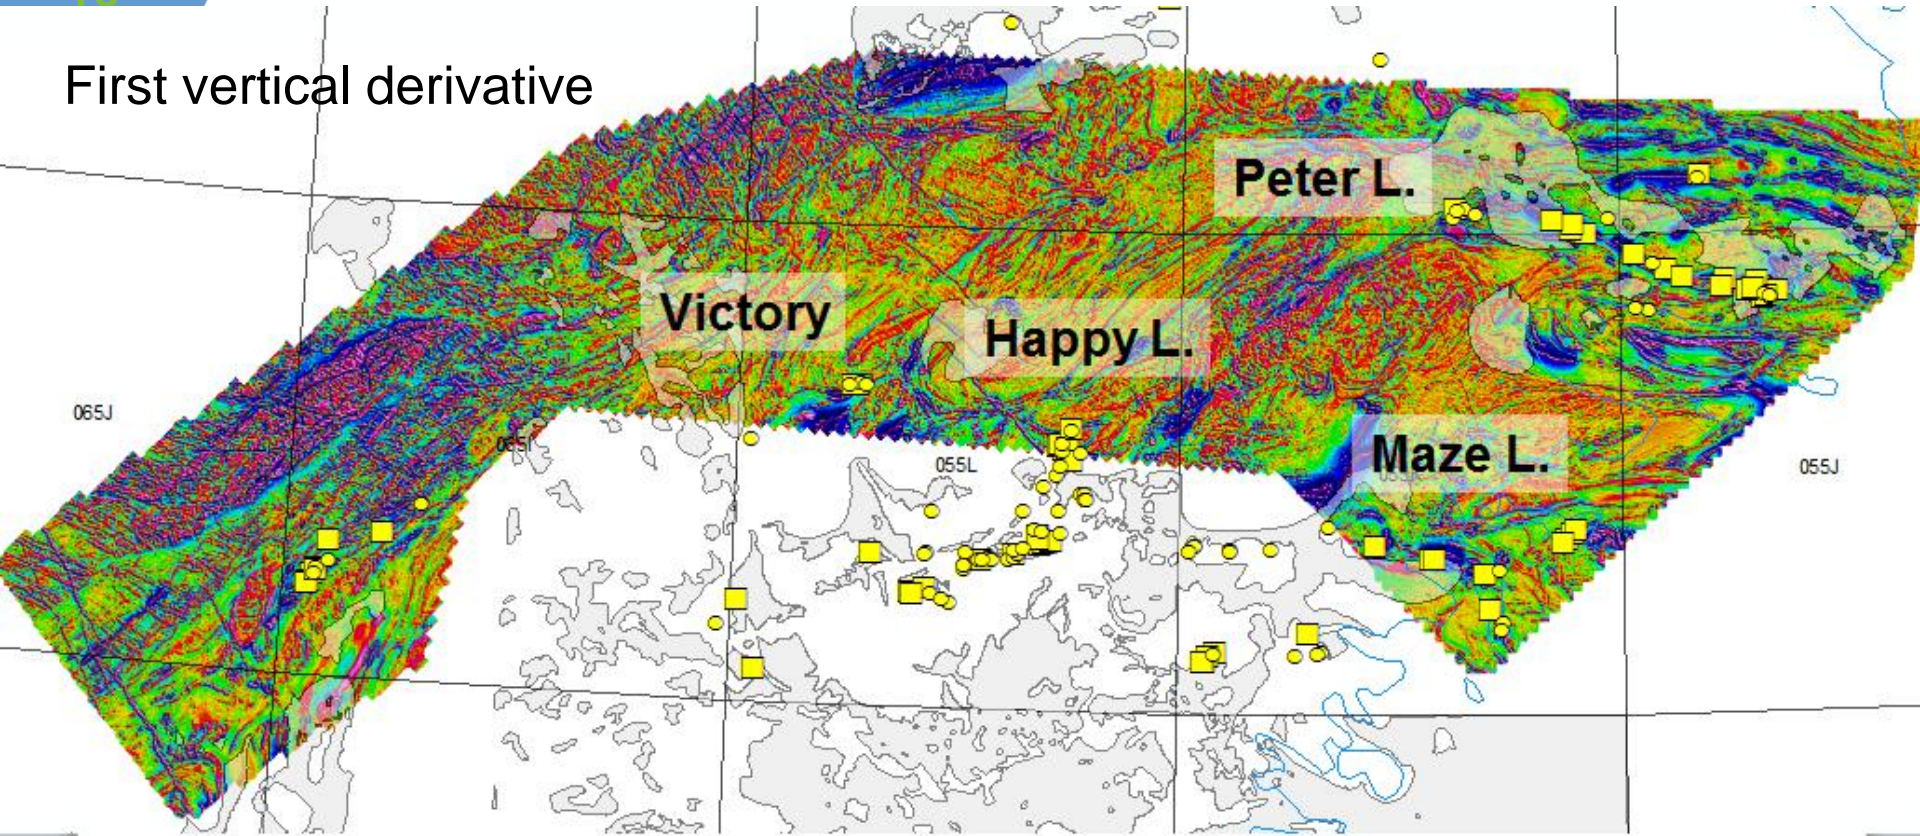 First vertical derivative
Peter L.
Victory
Happy L.
065J
055L
Maze L.
055J